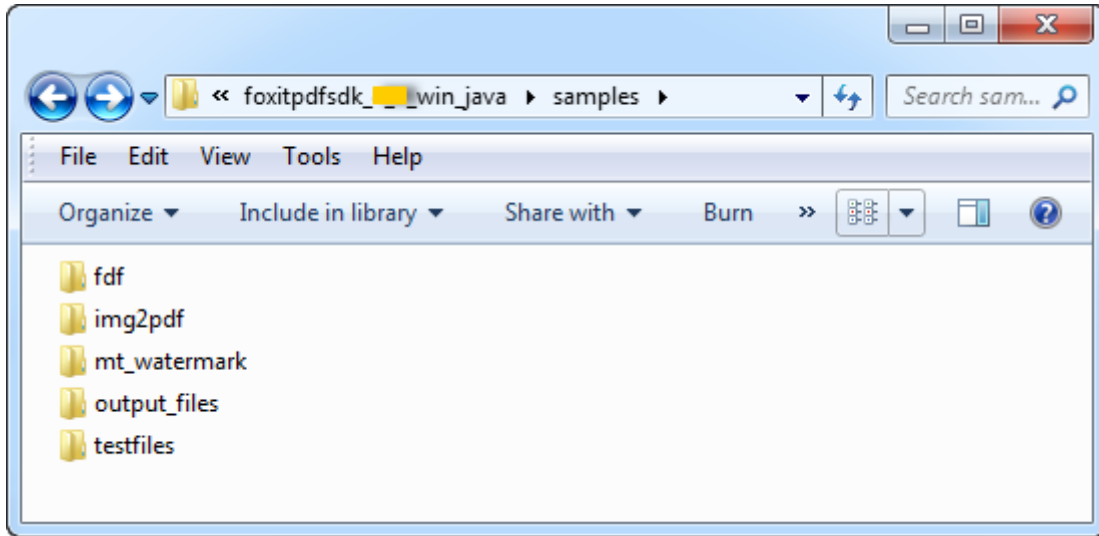 « foxitpdfsdk_ _ _win_java ▸ samples ▸ Search sam...
File Edit View Tools Help
Organize ▼ Include in library ▼ Share with ▼ Burn »
fdf
img2pdf
mt_watermark
output_files
testfiles